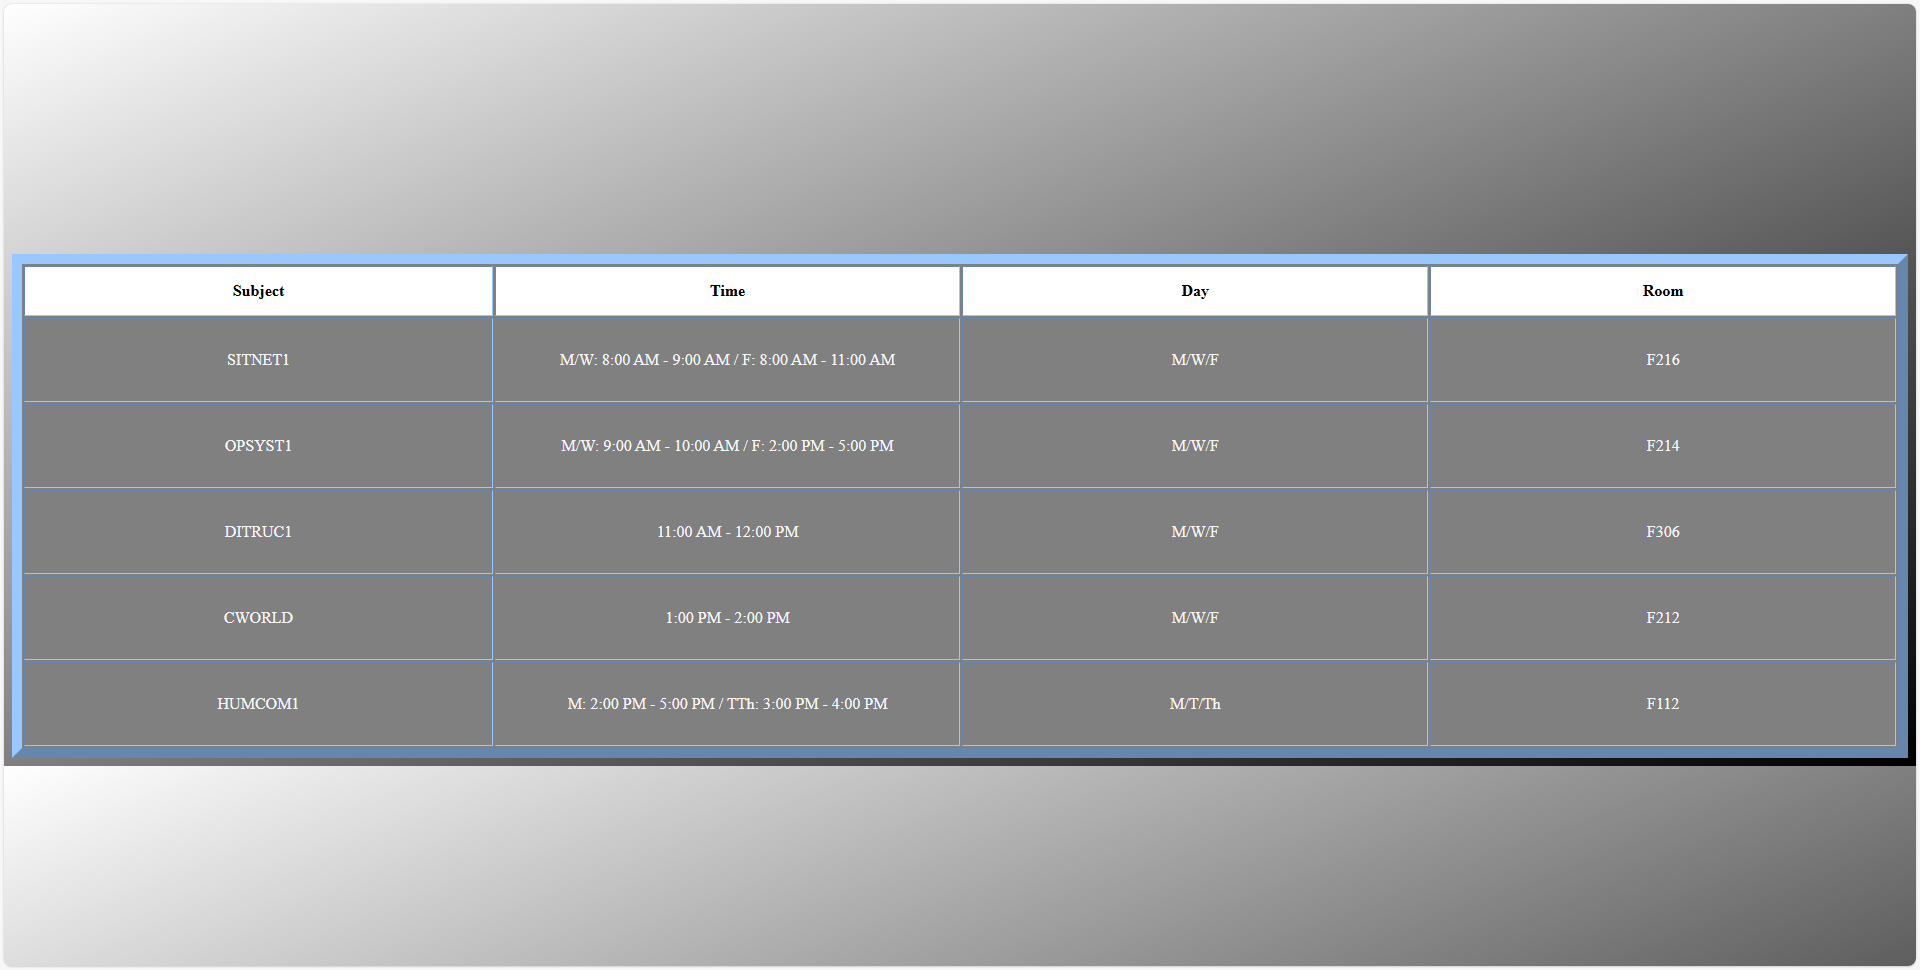 Subject Time Day Room
SITNET1 M/W: 8:00 AM - 9:00 AM / F: 8:00 AM - 11:00 AM M/W/F F216
OPSYST1 M/W: 9:00 AM - 10:00 AM / F: 2:00 PM - 5:00 PM M/W/F F214
DITRUC1 11:00 AM - 12:00 PM M/W/F F306
CWORLD 1:00 PM - 2:00 PM M/W/F F212
HUMCOM1 M: 2:00 PM - 5:00 PM / TTh: 3:00 PM - 4:00 PM M/T/Th F112